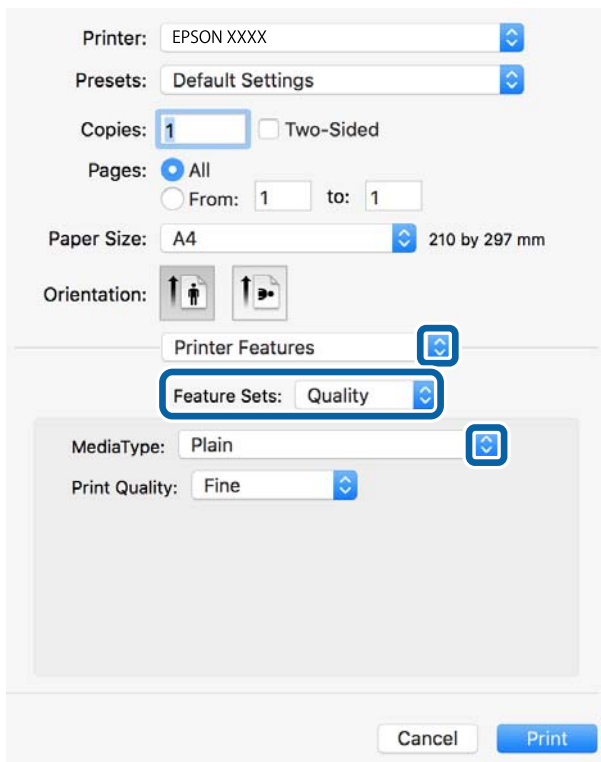 Printer: EPSON XXXX
Presets: Default Settings
Copies: 1 Two-Sided
Pages: All
From: 1 to: 1
Paper Size: A4 210 by 297 mm
Orientation:
Printer Features
Feature Sets: Quality
MediaType: Plain
Print Quality: Fine
Cancel Print